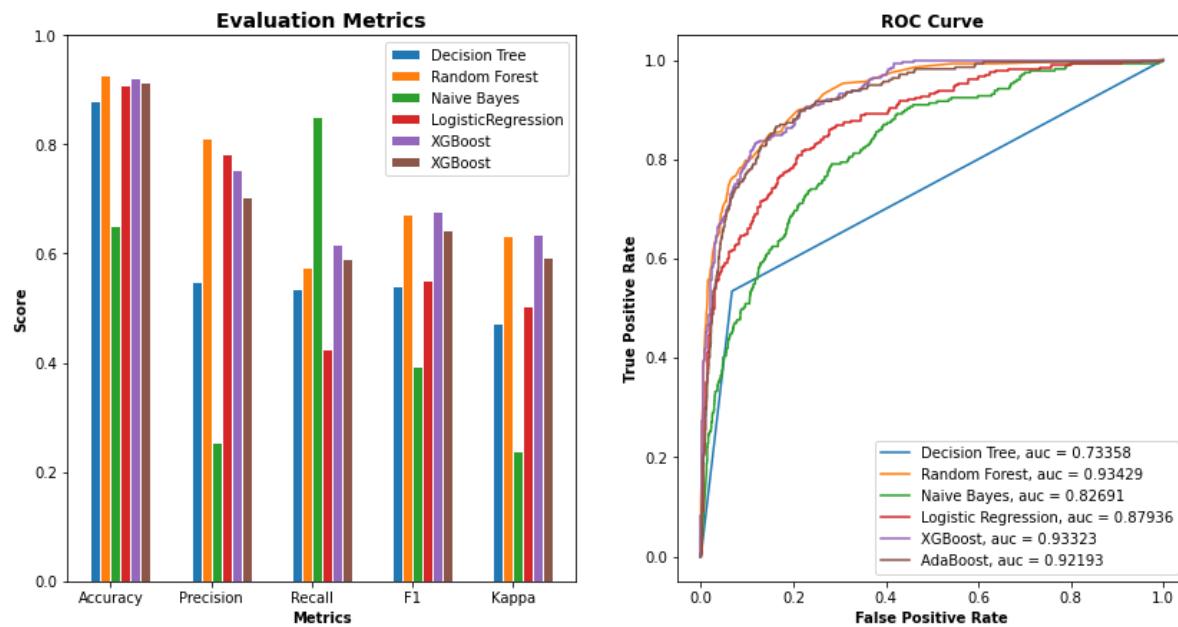 Evaluation Metrics
1.0
0.8
0.6
0.4
0.2
0.0
Score
Decision Tree
Random Forest
Naive Bayes
LogisticRegression
XGBoost
XGBoost
Accuracy Precision Recall F1 Kappa
Metrics
ROC Curve
1.0
0.8
0.6
0.4
0.2
0.0
True Positive Rate
Decision Tree, auc = 0.73358
Random Forest, auc = 0.93429
Naive Bayes, auc = 0.82691
Logistic Regression, auc = 0.87936
XGBoost, auc = 0.93323
AdaBoost, auc = 0.92193
0.0 0.2 0.4 0.6 0.8 1.0
False Positive Rate